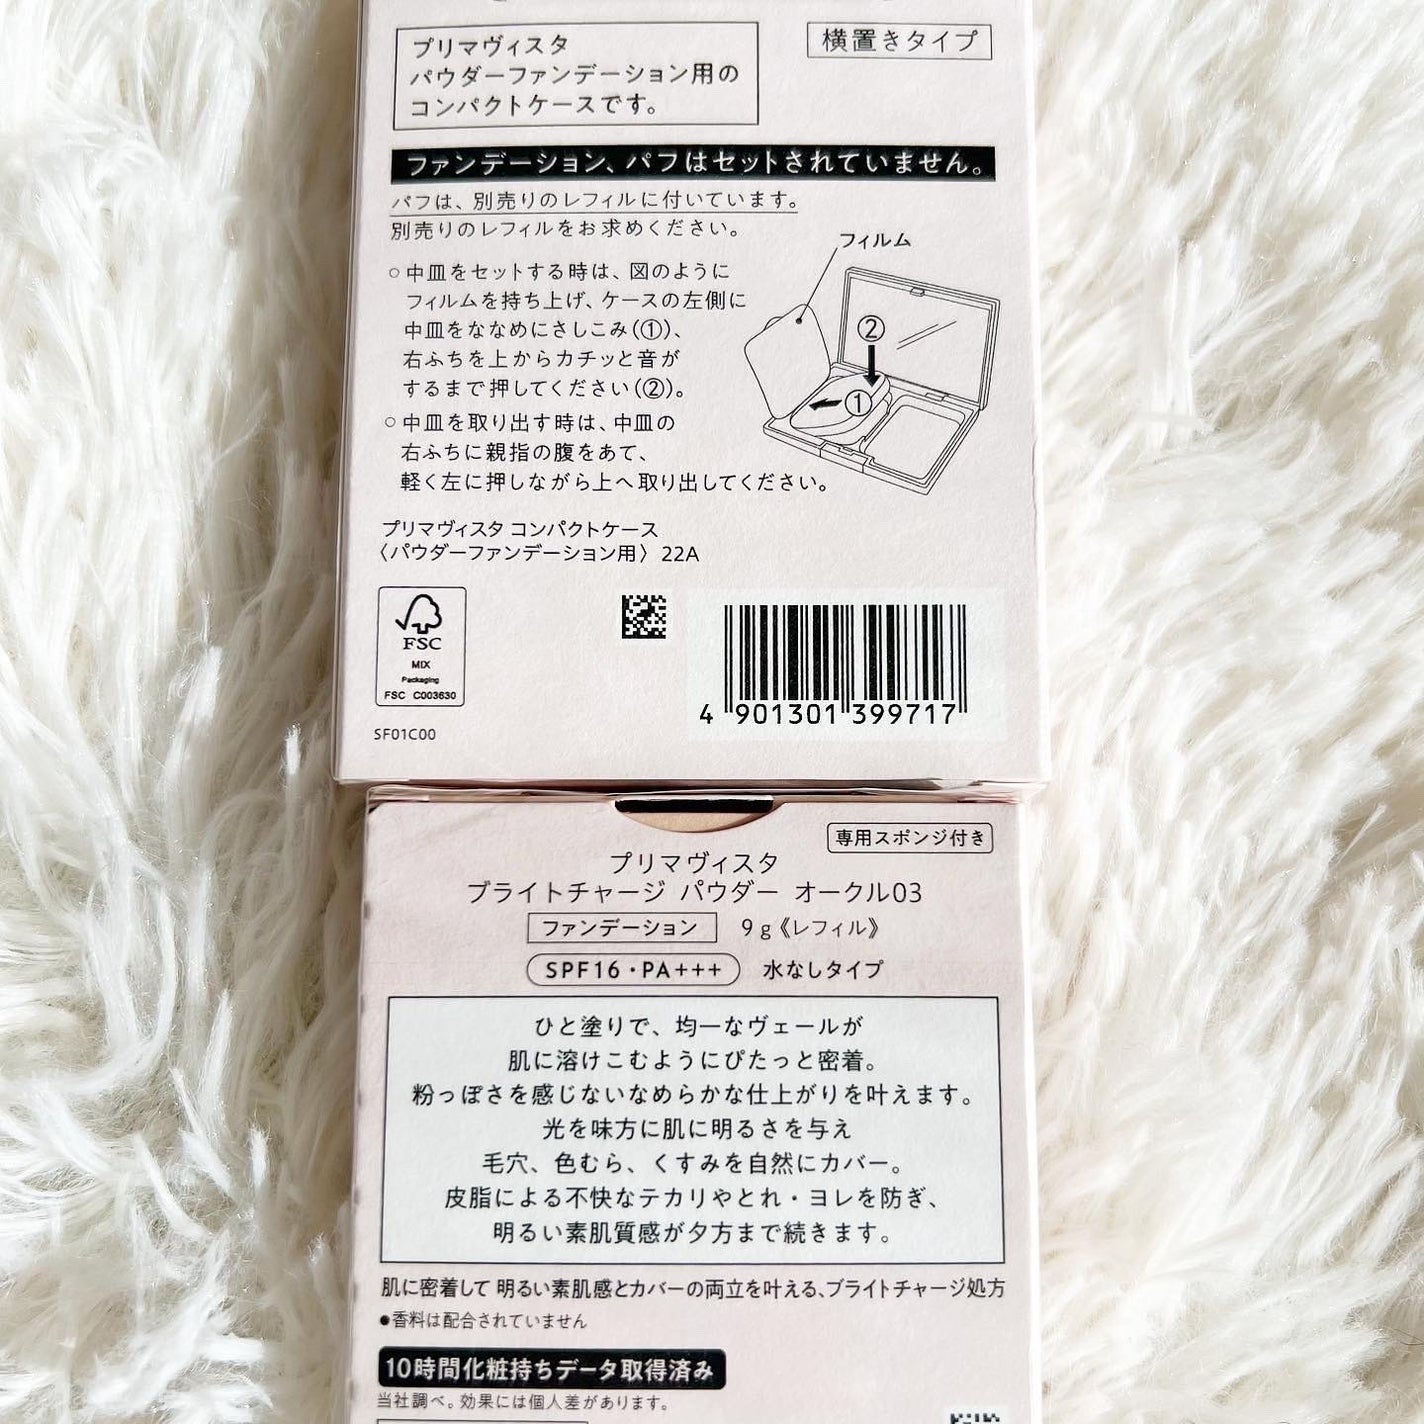 プリマヴィスタ
パウダーファンデーション用の
コンパクトケースです。
横置きタイプ
ファンデーション、パフはセットされていません。
パフは、別売りのレフィルに付いています。
別売りのレフィルをお求めください。
フィルム
○中皿をセットする時は、図のように
フィルムを持ち上げ、ケースの左側に
中皿をななめにさしこみ(①)、
右ふちを上からカチッと音が
するまで押してください(②)。
②
①
○中皿を取り出す時は、中皿の
右ふちに親指の腹をあて、
軽く左に押しながら上へ取り出してください。
プリマヴィスタ コンパクトケース
〈パウダーファンデーション用〉 22A
FSC
MIX
Packaging
FSC C003630
4 901301 399717
SF01C00
専用スポンジ付き
プリマヴィスタ
ブライトチャージ パウダー オークル03
ファンデーション 9g《レフィル》
SPF16・PA+++ 水なしタイプ
ひと塗りで、均一なヴェールが
肌に溶けこむようにぴたっと密着。
粉っぽさを感じないなめらかな仕上がりを叶えます。
光を味方に肌に明るさを与え
毛穴、色むら、くすみを自然にカバー。
皮脂による不快なテカリやとれ・ヨレを防ぎ、
明るい素肌質感が夕方まで続きます。
肌に密着して 明るい素肌感とカバーの両立を叶える、ブライトチャージ処方
●香料は配合されていません
10時間化粧持ちデータ取得済み
当社調べ。効果には個人差があります。